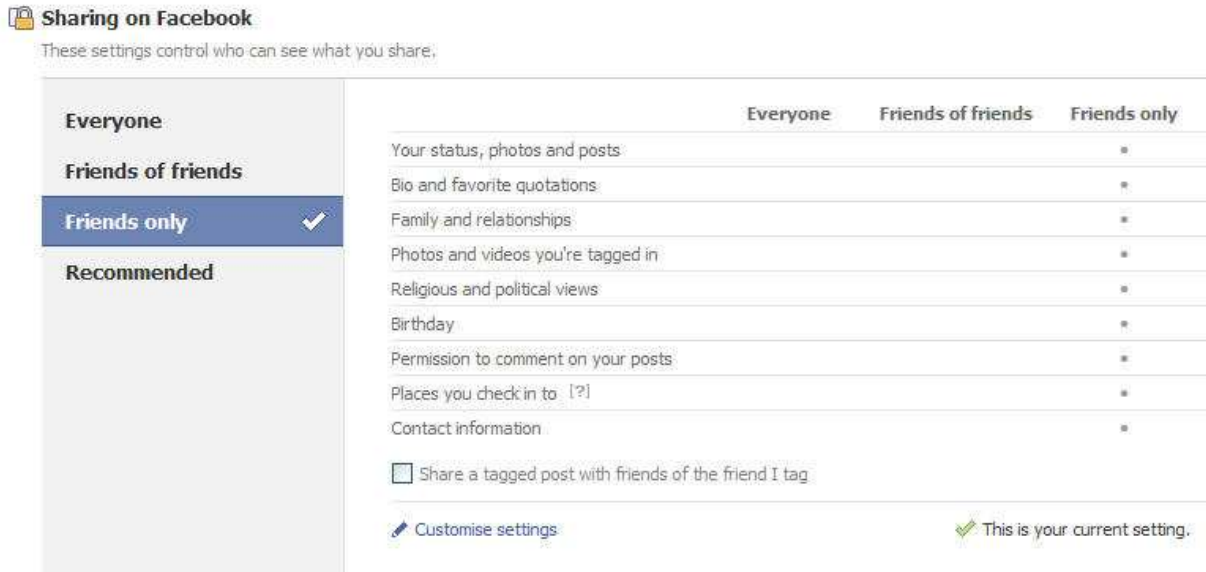 Sharing on Facebook
These settings control who can see what you share.
Everyone
Friends of friends
Friends only
Recommended
Everyone Friends of friends Friends only
Your status, photos and posts
Bio and favorite quotations
Family and relationships
Photos and videos you're tagged in
Religious and political views
Birthday
Permission to comment on your posts
Places you check in to [?]
Contact information
Share a tagged post with friends of the friend I tag
Customise settings This is your current setting.